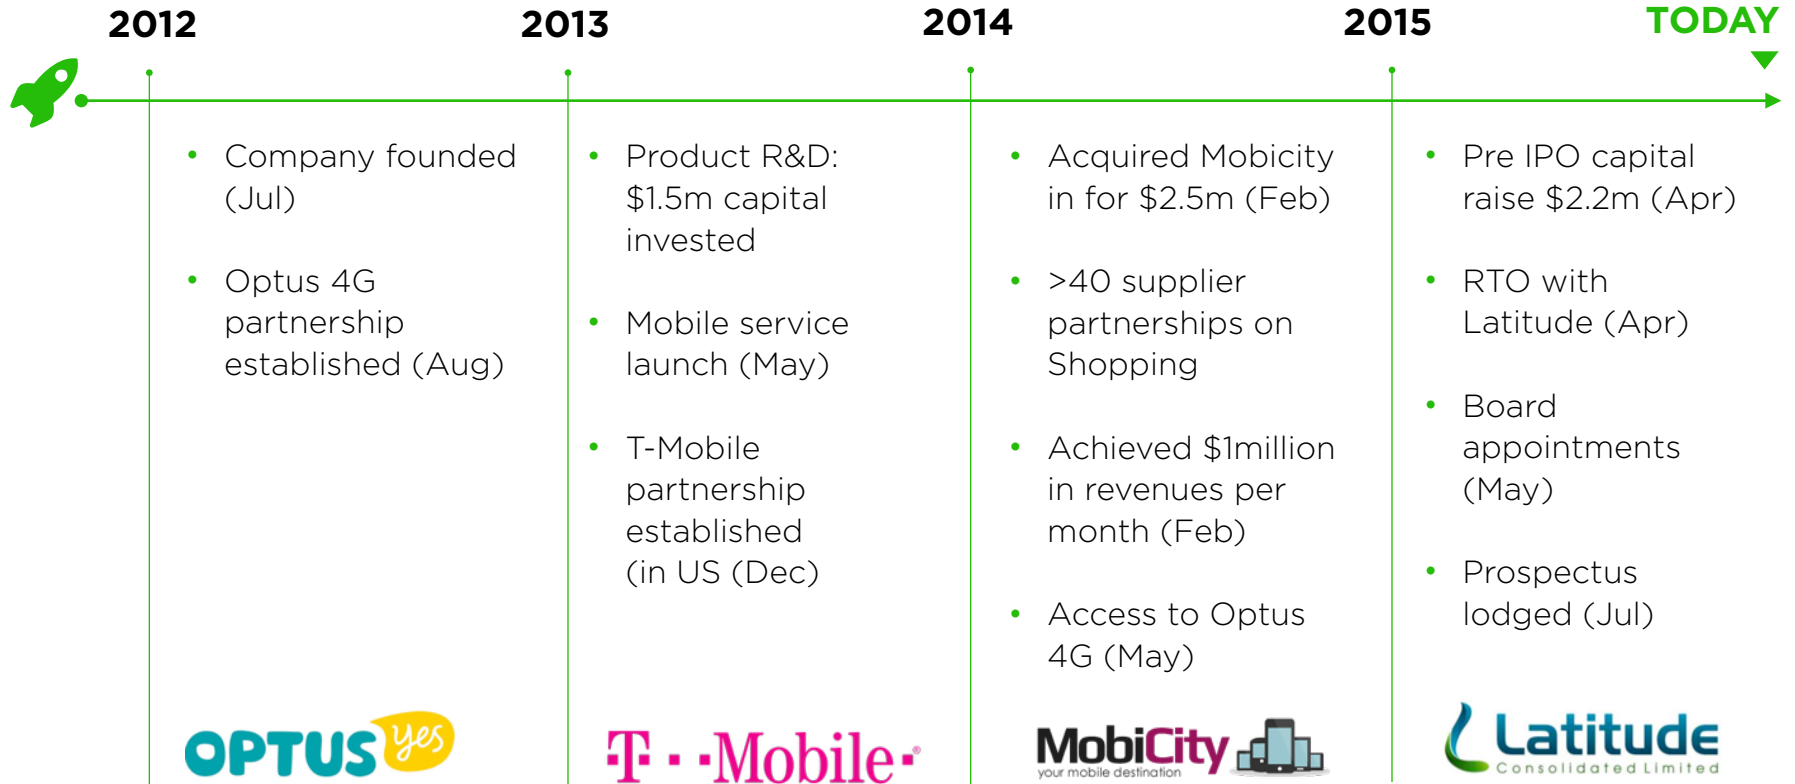 2012
2013
2014
2015
TODAY
• Company founded
(Jul)
• Optus 4G
partnership
established (Aug)
• Product R&D:
$1.5m capital
invested
• Mobile service
launch (May)
• T-Mobile
partnership
established
(in US (Dec)
• Acquired Mobicity
in for $2.5m (Feb)
• >40 supplier
partnerships on
Shopping
• Achieved $1million
in revenues per
month (Feb)
• Access to Optus
4G (May)
• Pre IPO capital
raise $2.2m (Apr)
• RTO with
Latitude (Apr)
• Board
appointments
(May)
• Prospectus
lodged (Jul)
OPTUS yes
T··Mobile·®
MobiCity
your mobile destination
Latitude
Consolidated Limited